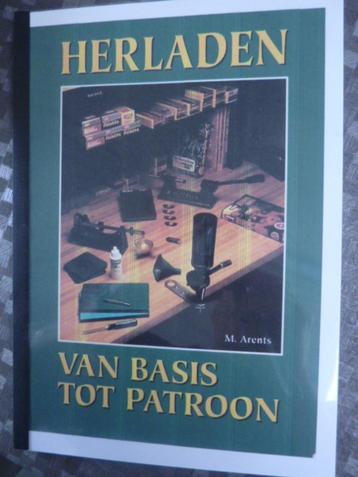 HERLADEN
M. Arents
VAN BASIS
TOT PATROON